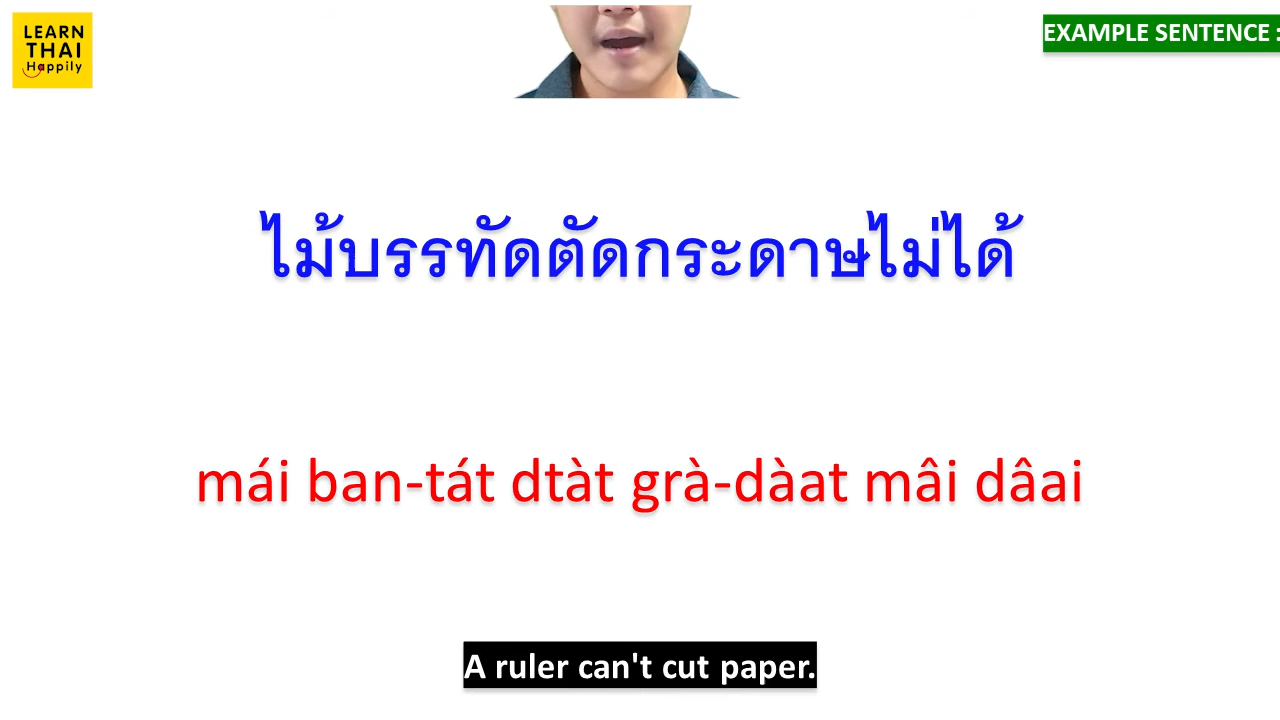 LEARN
THAI
Happily
EXAMPLE SENTENCE :
ไม้บรรทัดตัดกระดาษไม่ได้
mái ban-tát dtàt grà-dàat mâi dâai
A ruler can't cut paper.